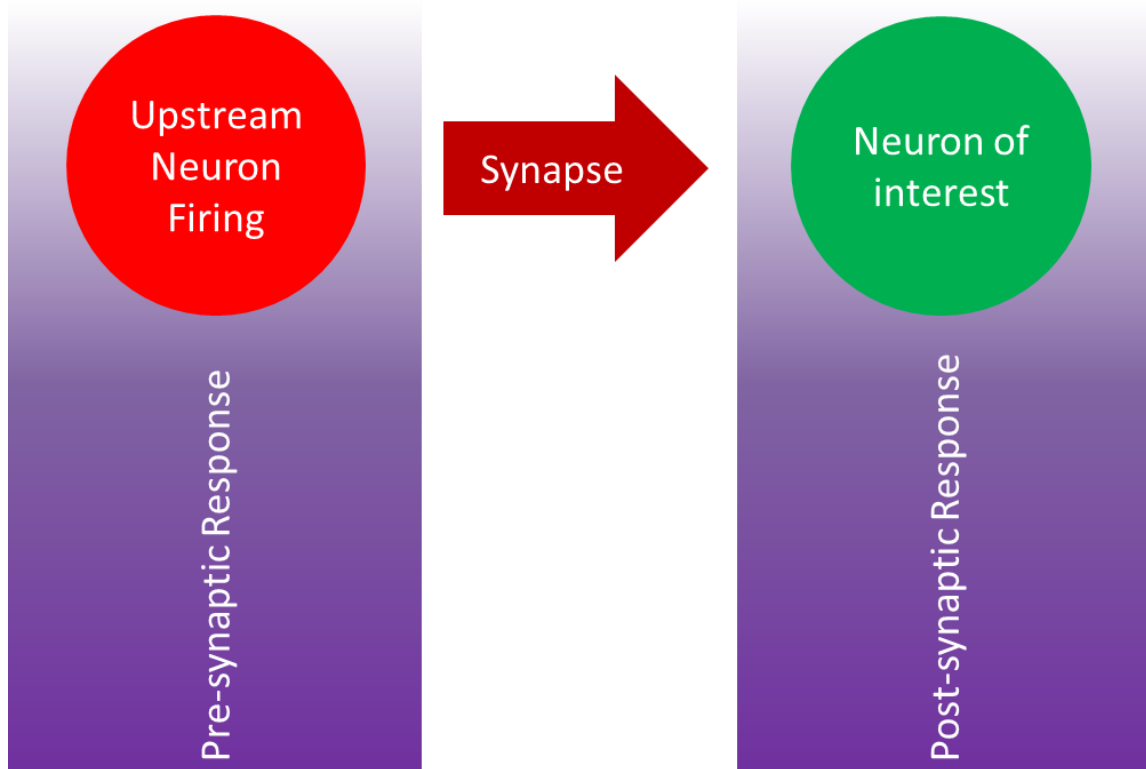 Upstream
Neuron
Firing
Synapse
Neuron of
interest
Pre-synaptic Response
Post-synaptic Response